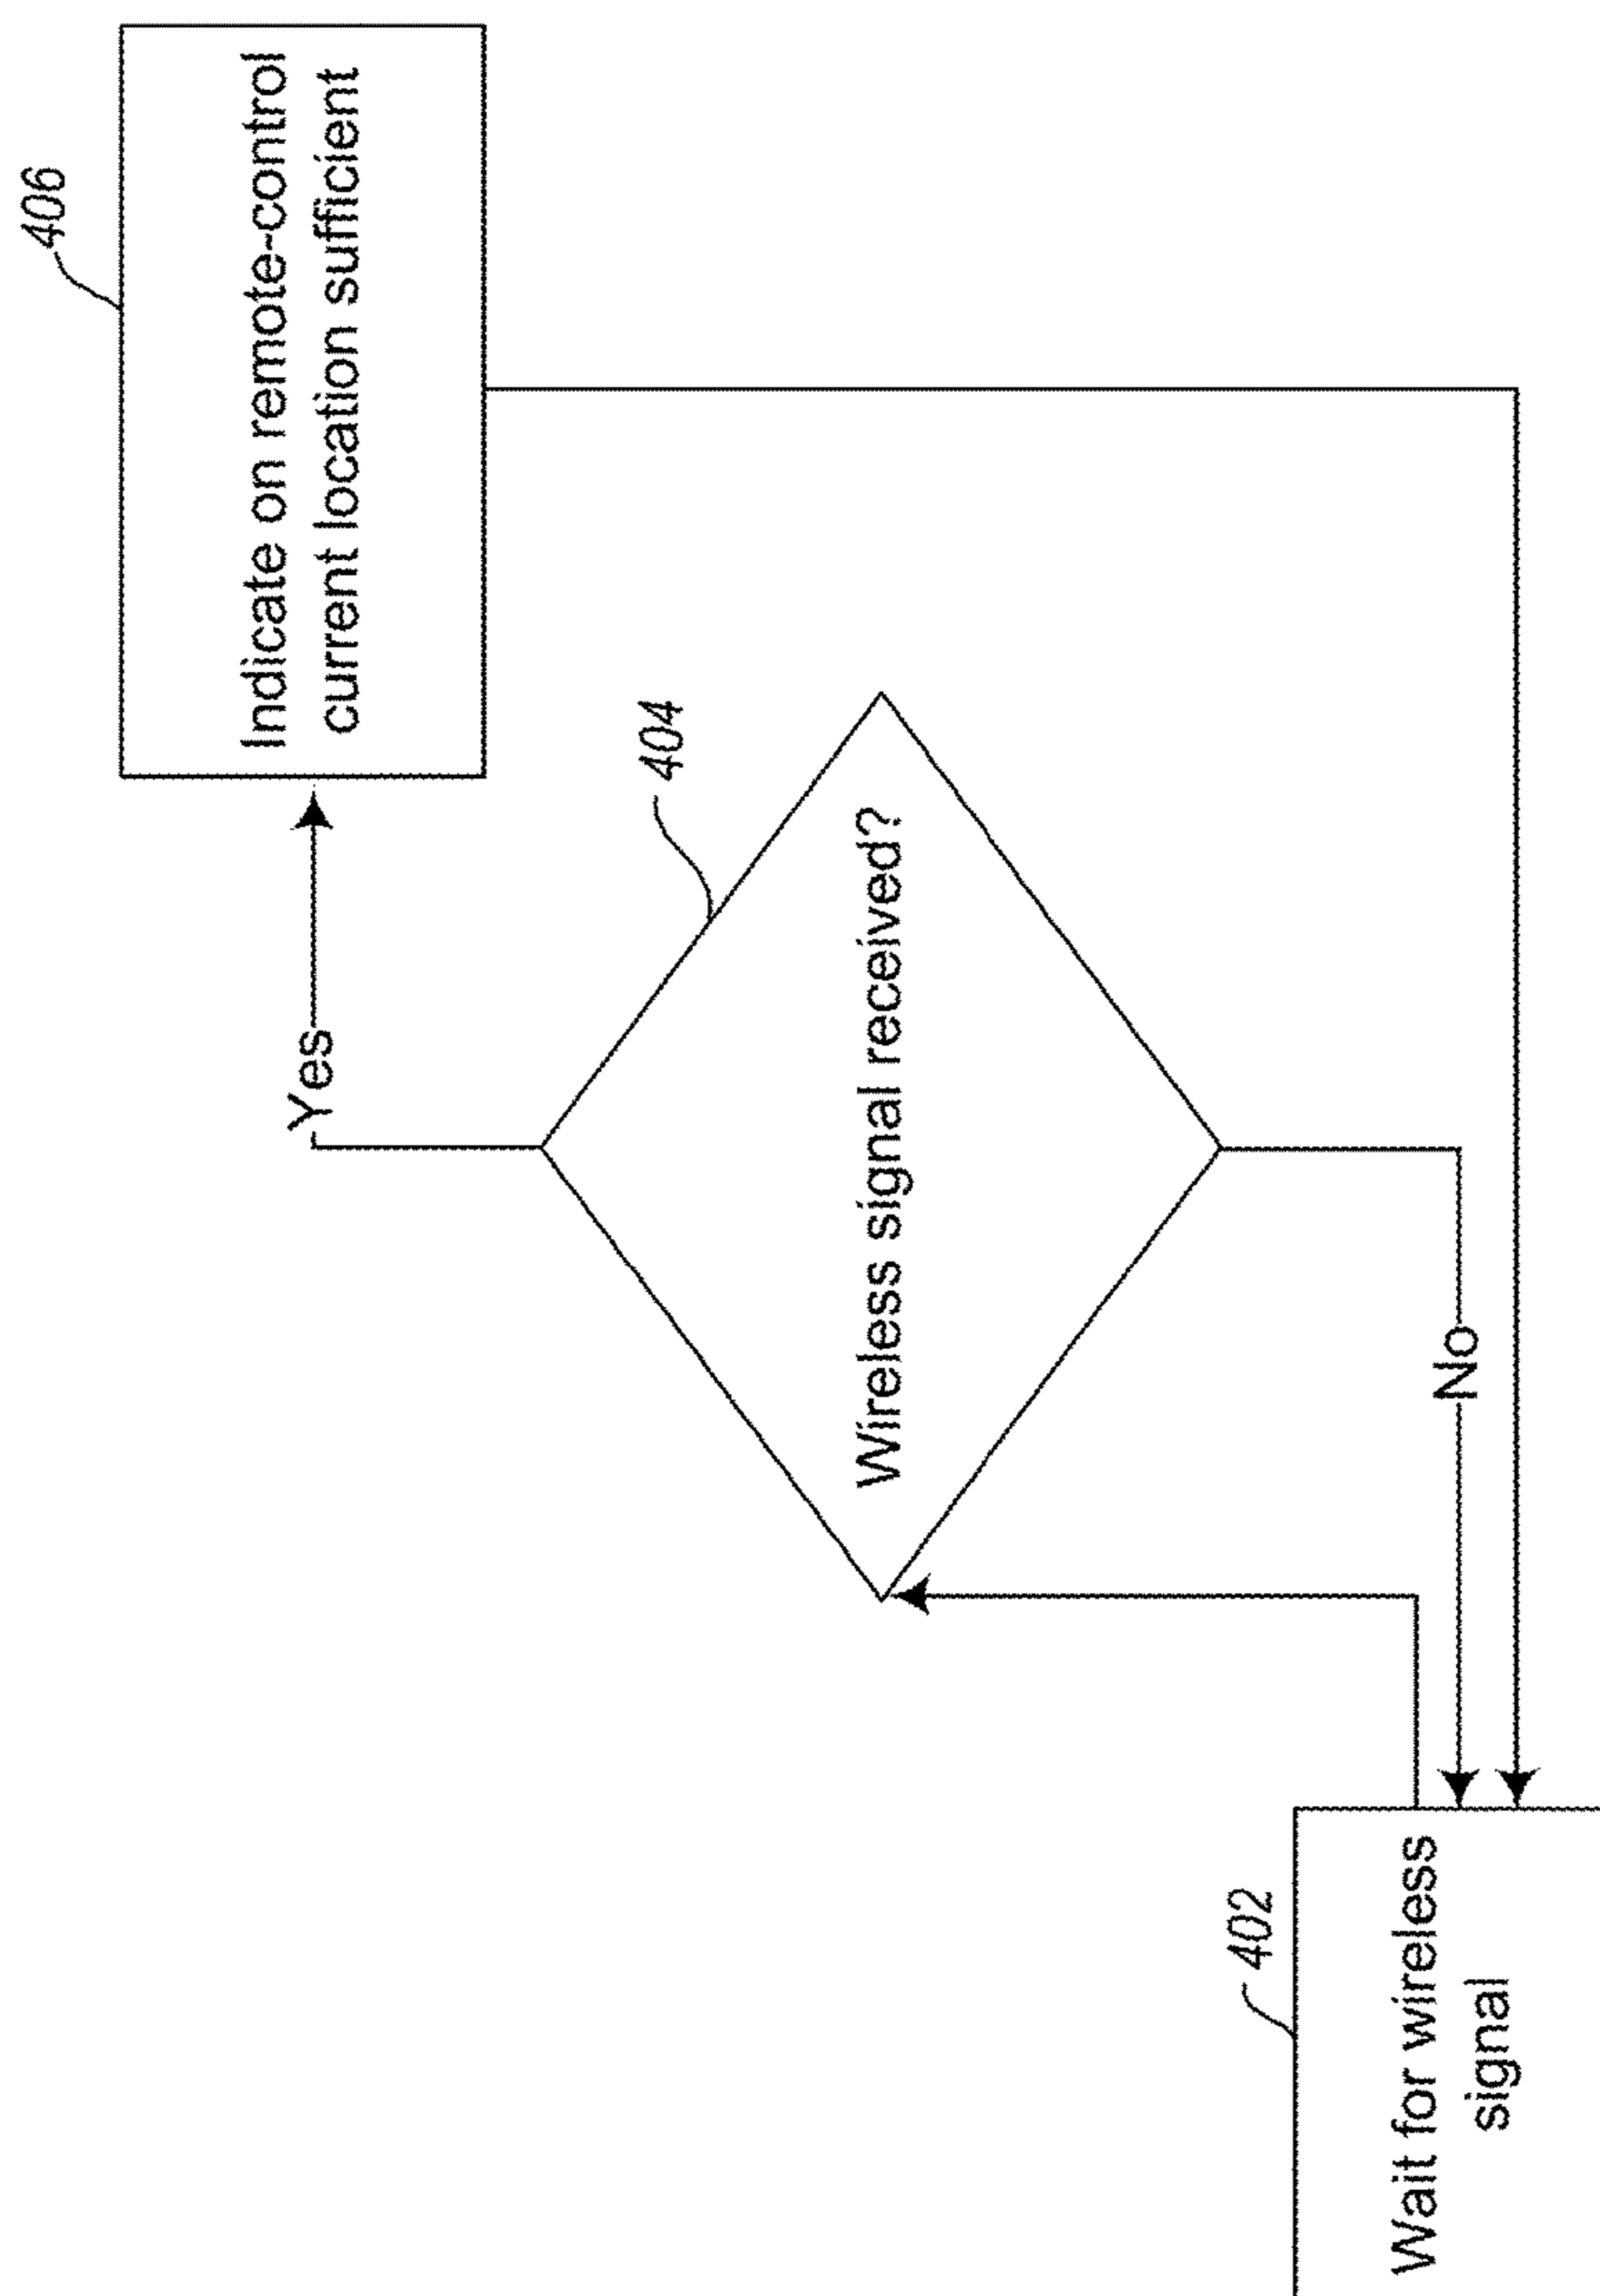 406
Indicate on remote-control
current location sufficient
Yes
404
Wireless signal received?
No
402
Wait for wireless
signal